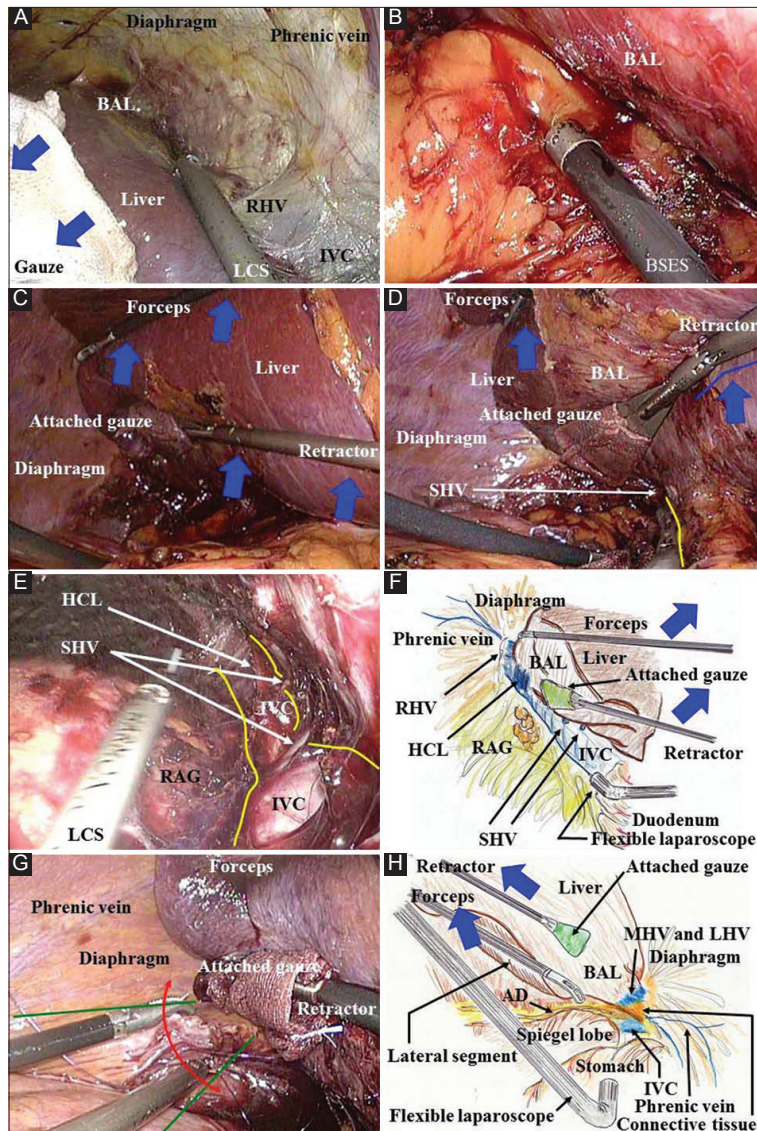 A
Diaphragm
Phrenic vein
BAL
Liver
RHV
Gauze
LCS
IVC
B
BAL
BSES
C
Forceps
Liver
Attached gauze
Diaphragm
Retractor
D
Forceps
Retractor
Liver
BAL
Attached gauze
Diaphragm
SHV
E
HCL
SHV
IVC
RAG
IVC
LCS
F
Diaphragm
Forceps
Phrenic vein
BAL
Liver
Attached gauze
RHV
HCL
RAG
IVC
Retractor
Duodenum
SHV
Flexible laparoscope
G
Forceps
Phrenic vein
Diaphragm
Attached gauze
Retractor
H
Retractor
Attached gauze
Liver
Forceps
MHV and LHV
BAL
Diaphragm
AD
Spiegel lobe
Lateral segment
Stomach
IVC
Flexible laparoscope
Phrenic vein
Connective tissue